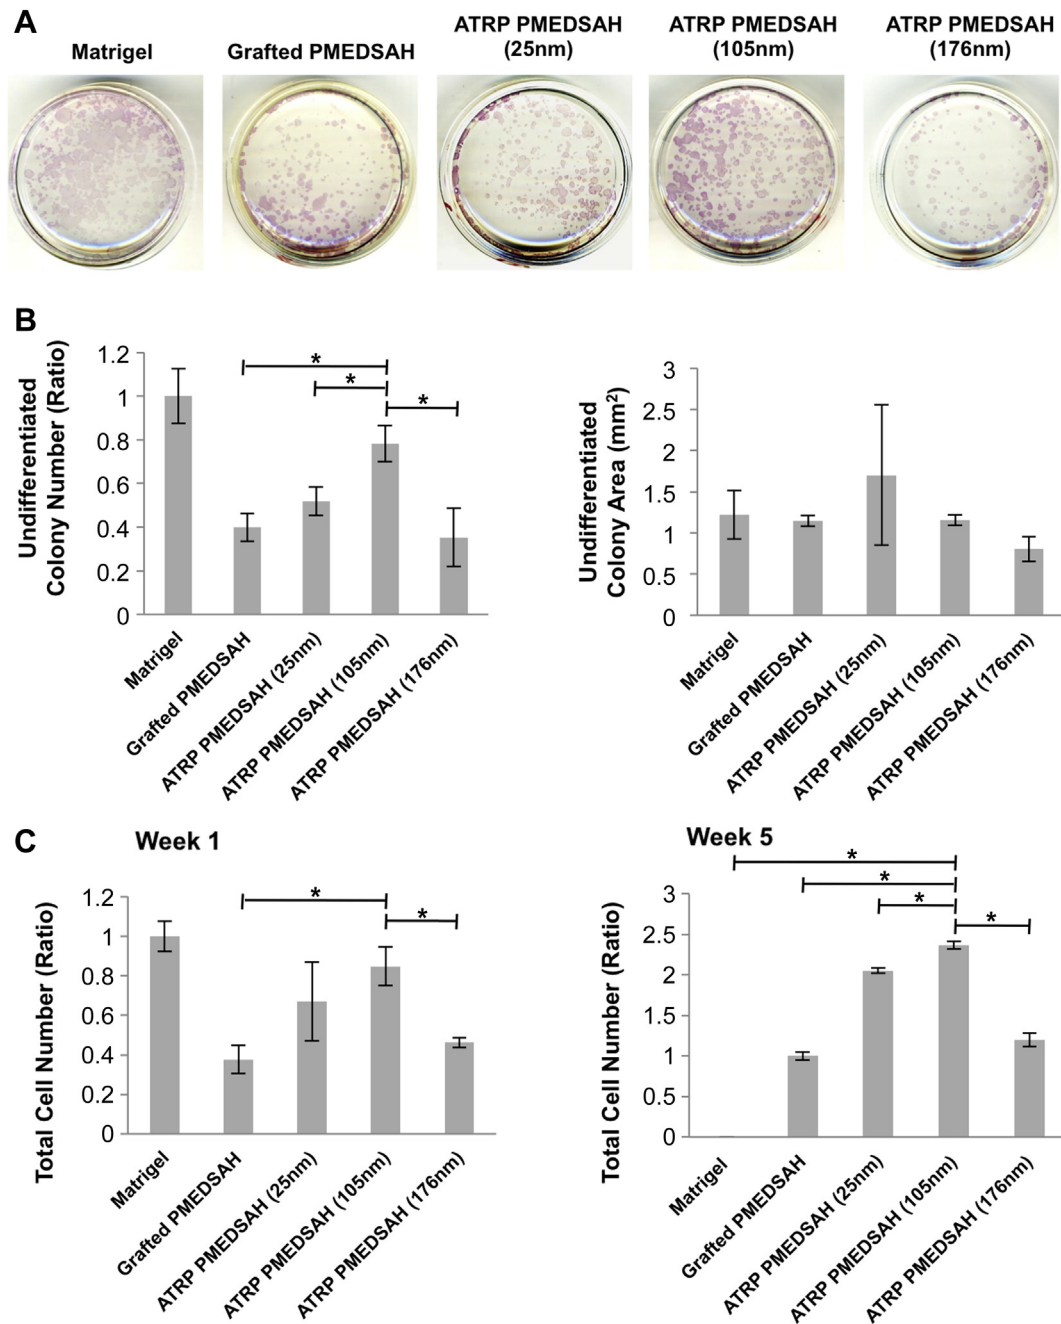 A
Matrigel
Grafted PMEDSAH
ATRP PMEDSAH
(25nm)
ATRP PMEDSAH
(105nm)
ATRP PMEDSAH
(176nm)
B
Undifferentiated
Colony Number (Ratio)
1.2
1
0.8
0.6
0.4
0.2
0
*
*
*
Matrigel
Grafted PMEDSAH
ATRP PMEDSAH (25nm)
ATRP PMEDSAH (105nm)
ATRP PMEDSAH (176nm)
Undifferentiated
Colony Area (mm²)
3
2.5
2
1.5
1
0.5
0
Matrigel
Grafted PMEDSAH
ATRP PMEDSAH (25nm)
ATRP PMEDSAH (105nm)
ATRP PMEDSAH (176nm)
C
Week 1
Total Cell Number (Ratio)
1.2
1
0.8
0.6
0.4
0.2
0
*
*
Matrigel
Grafted PMEDSAH
ATRP PMEDSAH (25nm)
ATRP PMEDSAH (105nm)
ATRP PMEDSAH (176nm)
Week 5
Total Cell Number (Ratio)
3
2.5
2
1.5
1
0.5
0
*
*
*
*
Matrigel
Grafted PMEDSAH
ATRP PMEDSAH (25nm)
ATRP PMEDSAH (105nm)
ATRP PMEDSAH (176nm)